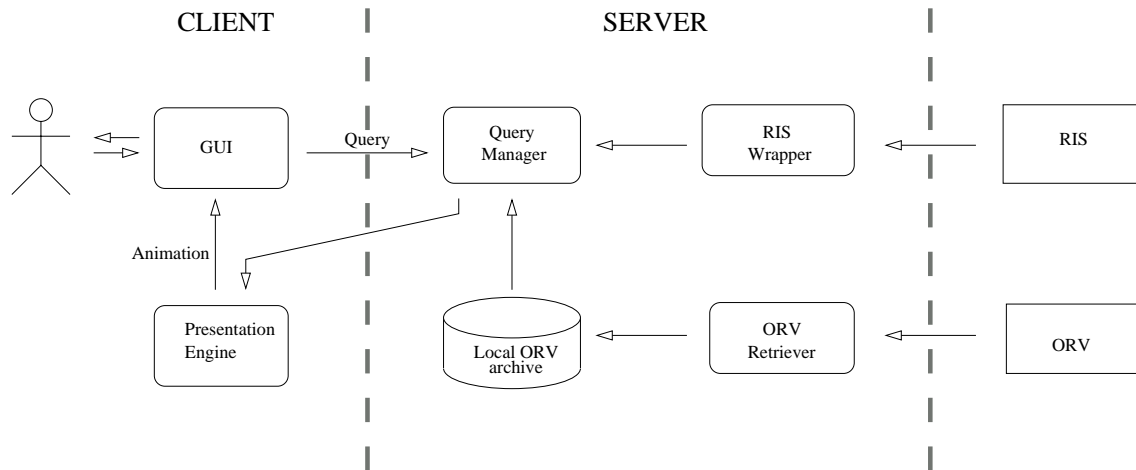 CLIENT
SERVER
GUI
Query
Query
Manager
RIS
Wrapper
RIS
Animation
Presentation
Engine
Local ORV
archive
ORV
Retriever
ORV